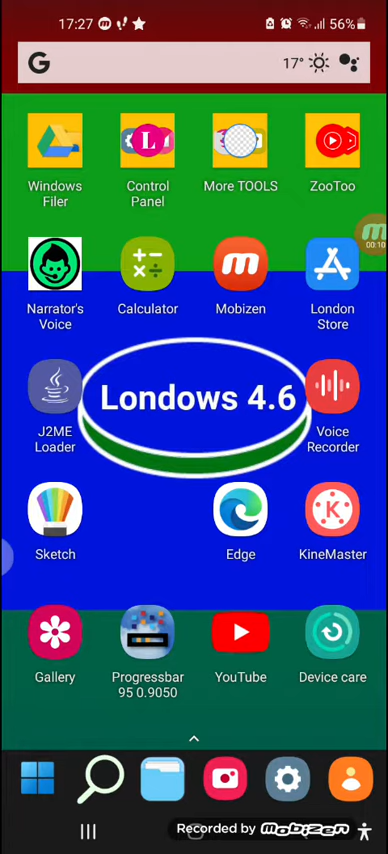 17:27
56%
G
17°
L
Windows
Filer
Control
Panel
More TOOLS
ZooToo
m
00:10
Narrator's
Voice
Calculator
Mobizen
London
Store
Londows 4.6
J2ME
Loader
Voice
Recorder
K
Sketch
Edge
KineMaster
Gallery
Progressbar
95 0.9050
YouTube
Device care
Recorded by mobizen